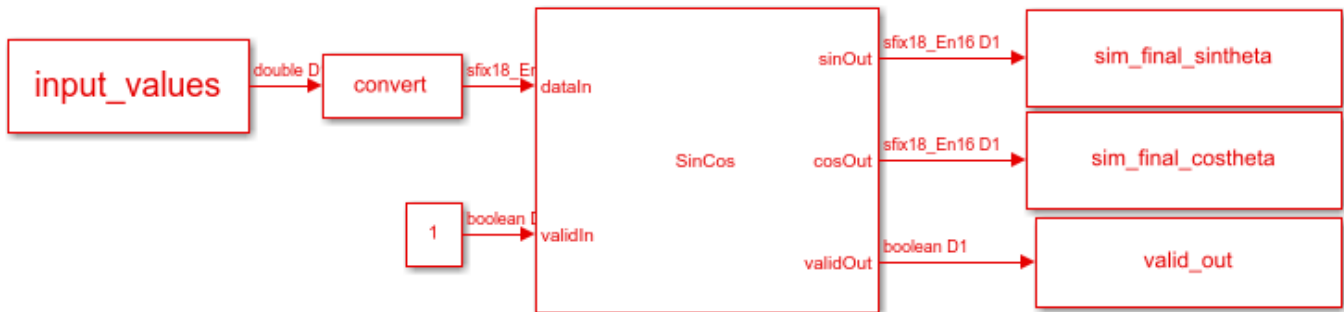 input_values
double D
convert
sfix18_En
dataIn
1
boolean D
validIn
SinCos
sinOut
sfix18_En16 D1
sim_final_sintheta
cosOut
sfix18_En16 D1
sim_final_costheta
validOut
boolean D1
valid_out